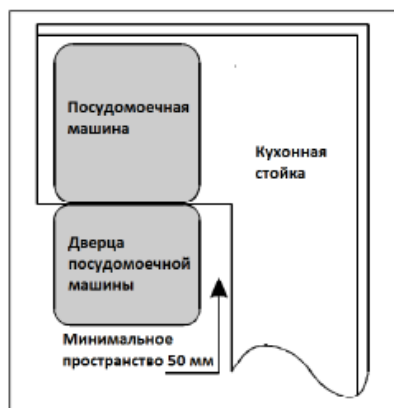 Посудомоечная
машина
Кухонная
стойка
Дверца
посудомоечной
машины
Минимальное
пространство 50 мм